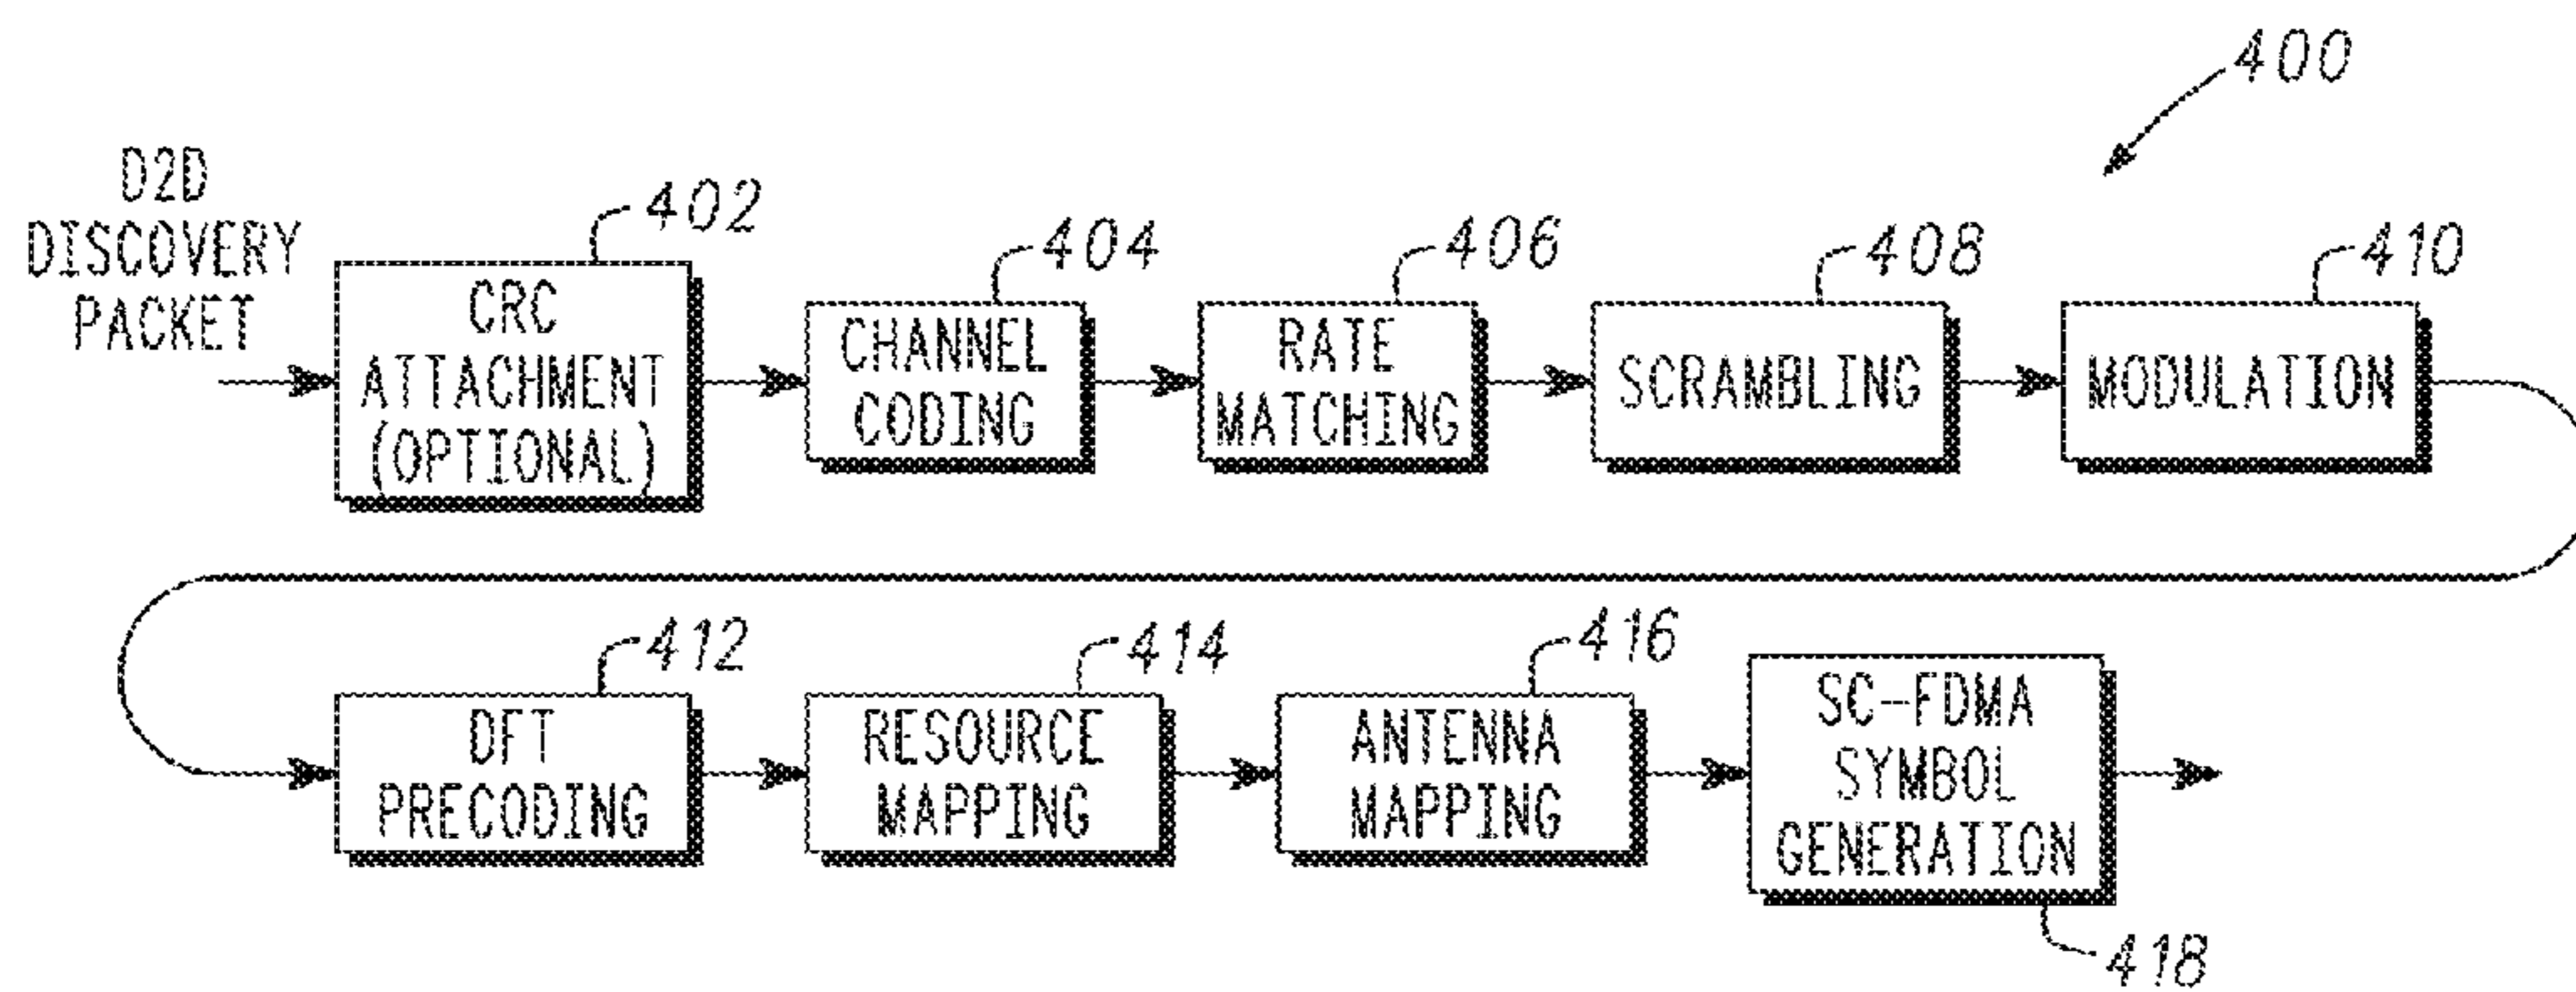 400
D2D
DISCOVERY
PACKET
402
CRC
ATTACHMENT
(OPTIONAL)
404
CHANNEL
CODING
406
RATE
MATCHING
408
SCRAMBLING
410
MODULATION
412
DFT
PRECODING
414
RESOURCE
MAPPING
416
ANTENNA
MAPPING
SC-FDMA
SYMBOL
GENERATION
418